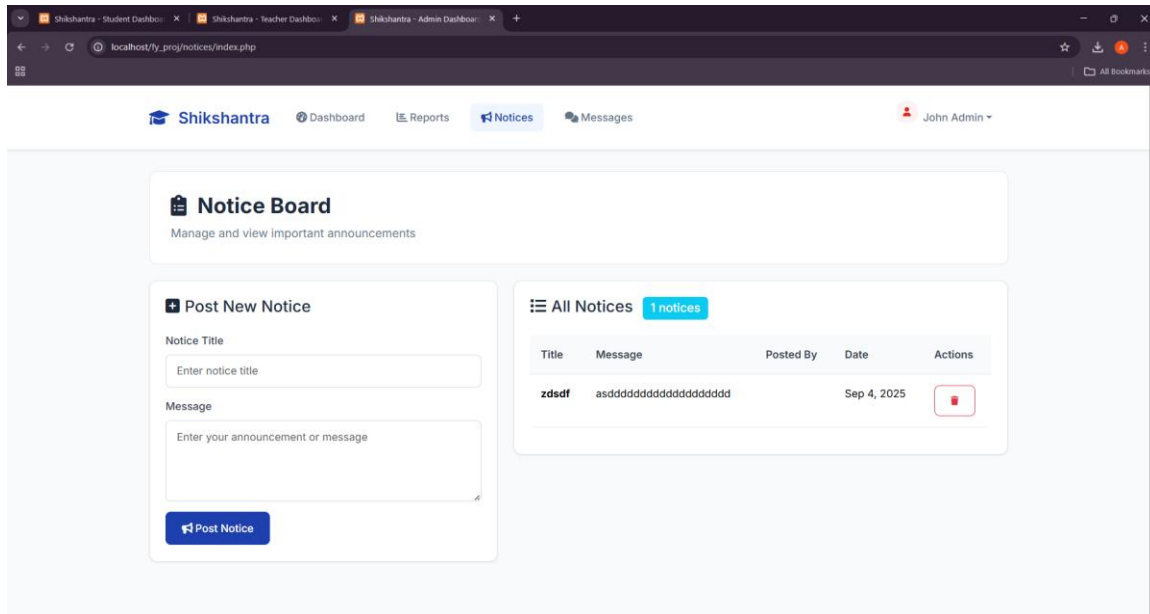 Shikshantra - Student Dashboar
Shikshantra - Teacher Dashboar
Shikshantra - Admin Dashboard
localhost/fy_proj/notices/index.php
A
All Bookmarks
Shikshantra
Dashboard
Reports
Notices
Messages
John Admin
Notice Board
Manage and view important announcements
Post New Notice
Notice Title
Enter notice title
Message
Enter your announcement or message
Post Notice
All Notices 1 notices
Title Message Posted By Date Actions
zdsdf asdddddddddddddddddddd Sep 4, 2025